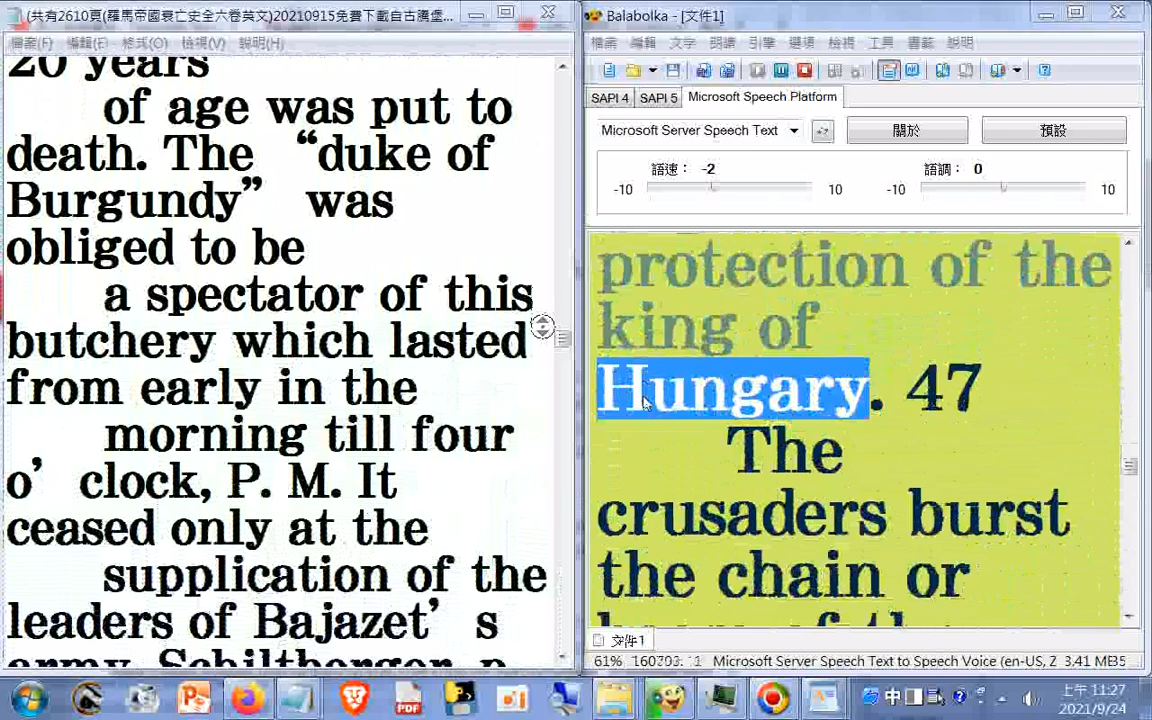 (共有2610頁(羅馬帝國衰亡史全六卷英文)20210915免費下載自古騰堡...
檔案(F) 編輯(E) 格式(O) 檢視(V) 說明(H)
20 years
of age was put to
death. The “duke of
Burgundy” was
obliged to be
a spectator of this
butchery which lasted
from early in the
morning till four
o’ clock, P. M. It
ceased only at the
supplication of the
leaders of Bajazet’ s
army. Schiltberger, p
Balabolka - [文件1]
檔案 編輯 文字 朗讀 引擎 選項 檢視 工具 書籤 說明
SAPI 4 SAPI 5 Microsoft Speech Platform
Microsoft Server Speech Text 關於 預設
語速: -2 語調: 0
-10 10 -10 10
protection of the
king of
Hungary. 47
The
crusaders burst
the chain or
文件1
61% Microsoft Server Speech Text to Speech Voice (en-US, Z 3,41 MB
中
上午 11:27
2021/9/24